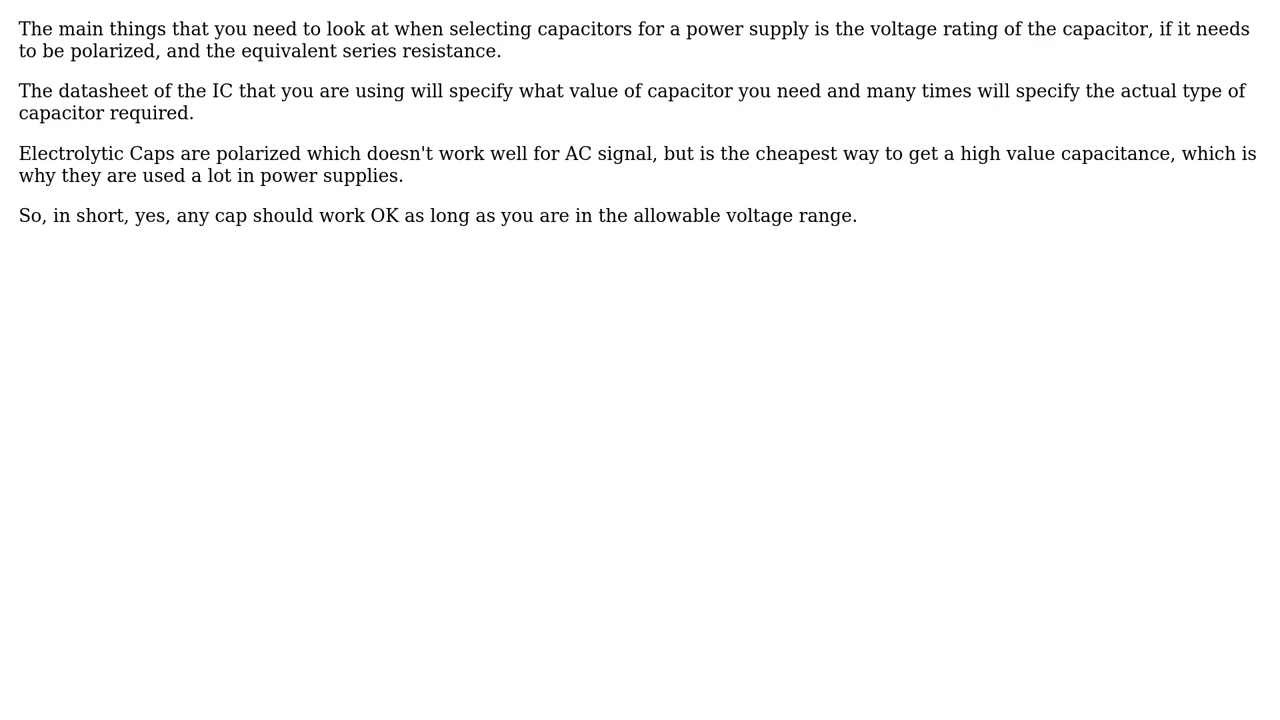 The main things that you need to look at when selecting capacitors for a power supply is the voltage rating of the capacitor, if it needs
to be polarized, and the equivalent series resistance.
The datasheet of the IC that you are using will specify what value of capacitor you need and many times will specify the actual type of
capacitor required.
Electrolytic Caps are polarized which doesn't work well for AC signal, but is the cheapest way to get a high value capacitance, which is
why they are used a lot in power supplies.
So, in short, yes, any cap should work OK as long as you are in the allowable voltage range.